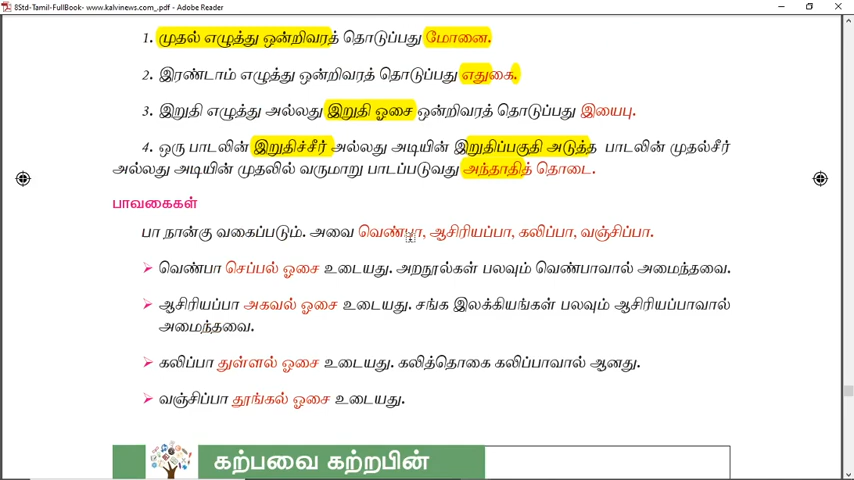 8Std-Tamil-FullBook- www.kalvinews.com_.pdf - Adobe Reader
1. முதல் எழுத்து ஒன்றிவரத் தொடுப்பது மோனை.
2. இரண்டாம் எழுத்து ஒன்றிவரத் தொடுப்பது எதுகை.
3. இறுதி எழுத்து அல்லது இறுதி ஓசை ஒன்றிவரத் தொடுப்பது இயைபு.
4. ஒரு பாடலின் இறுதிச்சீர் அல்லது அடியின் இறுதிப்பகுதி அடுத்த பாடலின் முதல்சீர்
அல்லது அடியின் முதலில் வருமாறு பாடப்படுவது அந்தாதித் தொடை.
பாவகைகள்
பா நான்கு வகைப்படும். அவை வெண்பா, ஆசிரியப்பா, கலிப்பா, வஞ்சிப்பா.
➤ வெண்பா செப்பல் ஓசை உடையது. அறநூல்கள் பலவும் வெண்பாவால் அமைந்தவை.
➤ ஆசிரியப்பா அகவல் ஓசை உடையது. சங்க இலக்கியங்கள் பலவும் ஆசிரியப்பாவால்
அமைந்தவை.
➤ கலிப்பா துள்ளல் ஓசை உடையது. கலித்தொகை கலிப்பாவால் ஆனது.
➤ வஞ்சிப்பா தூங்கல் ஓசை உடையது.
கற்பவை கற்றபின்